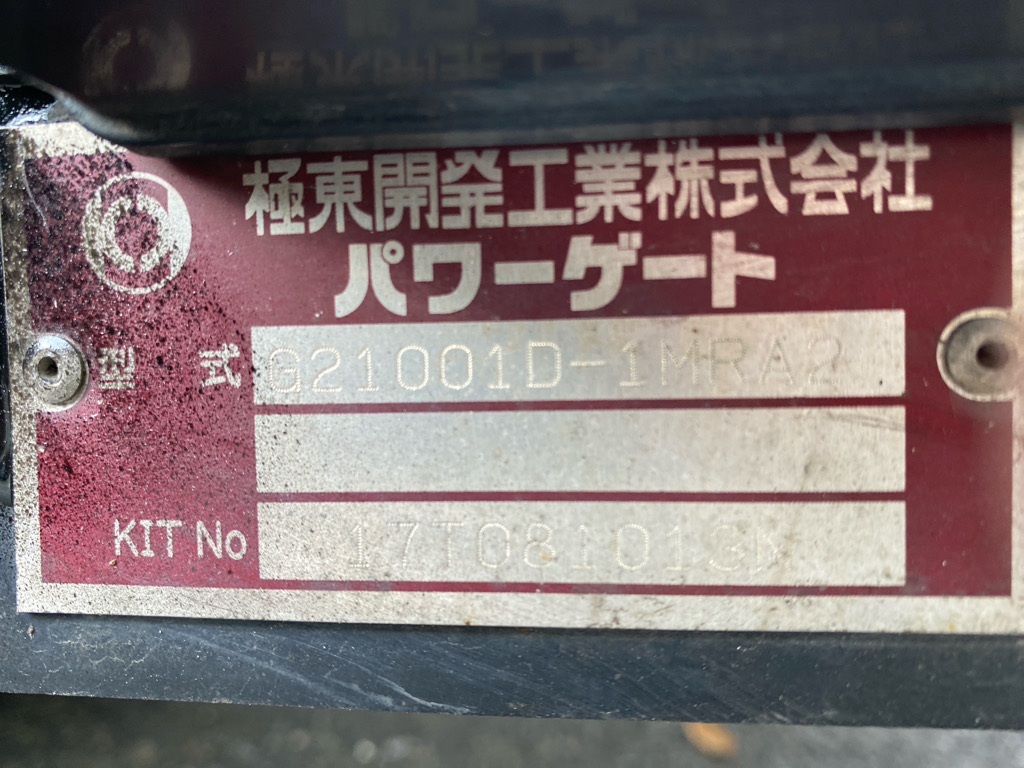 極東開発工業株式会社
パワーゲート
型 式 G21001D-1MRA2
KIT No